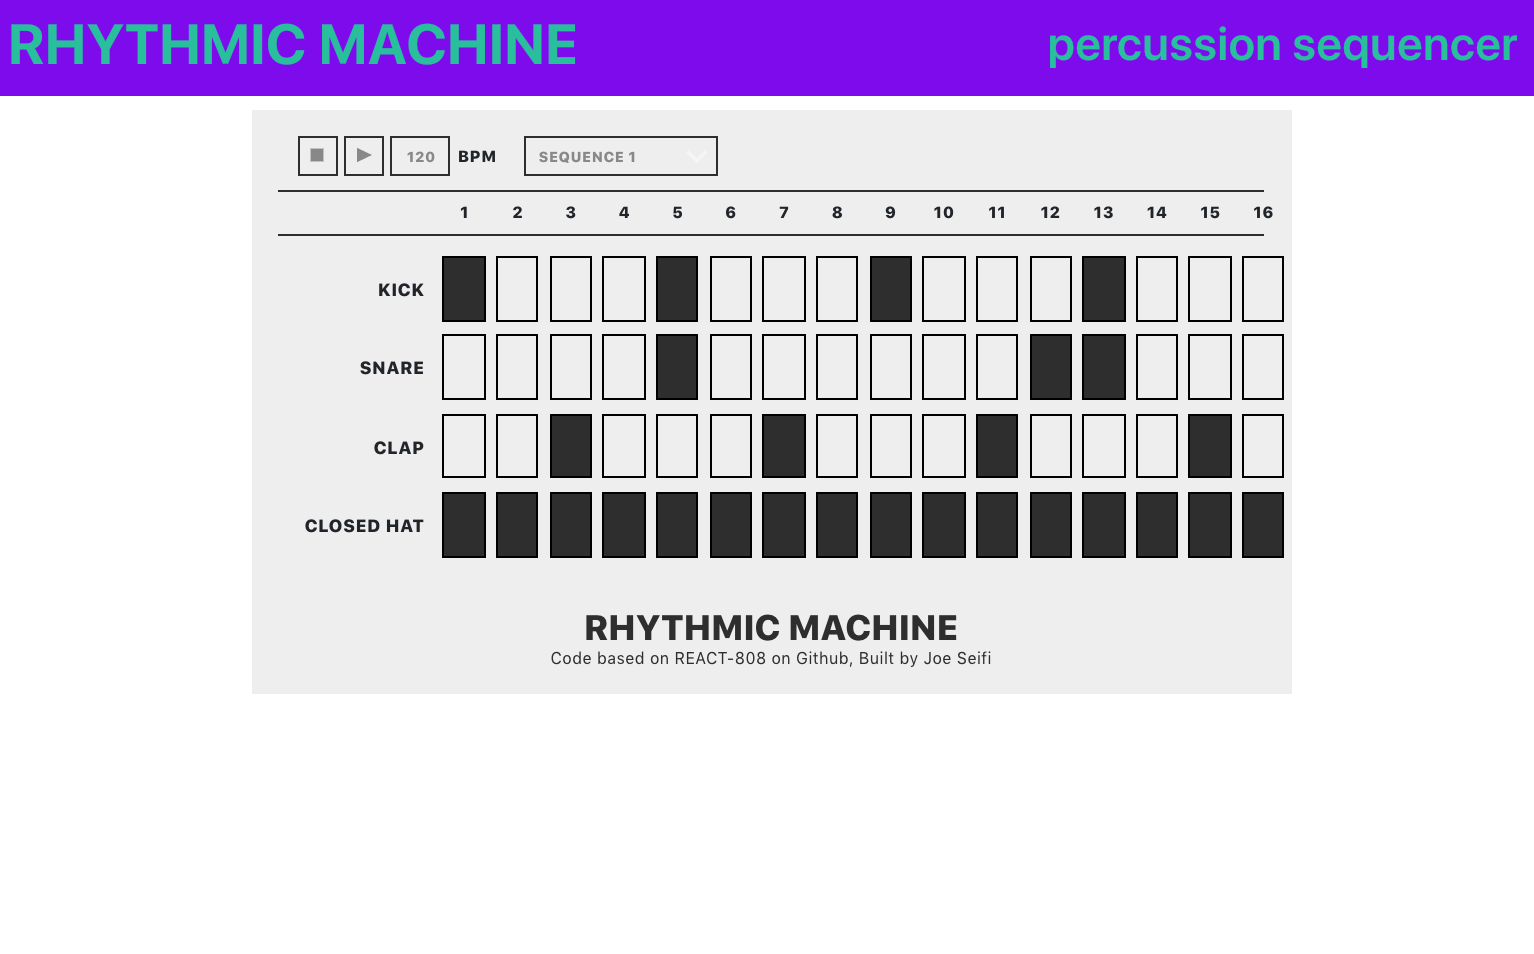 RHYTHMIC MACHINE percussion sequencer
120 BPM SEQUENCE 1
1 2 3 4 5 6 7 8 9 10 11 12 13 14 15 16
KICK
SNARE
CLAP
CLOSED HAT
RHYTHMIC MACHINE
Code based on REACT-808 on Github, Built by Joe Seifi